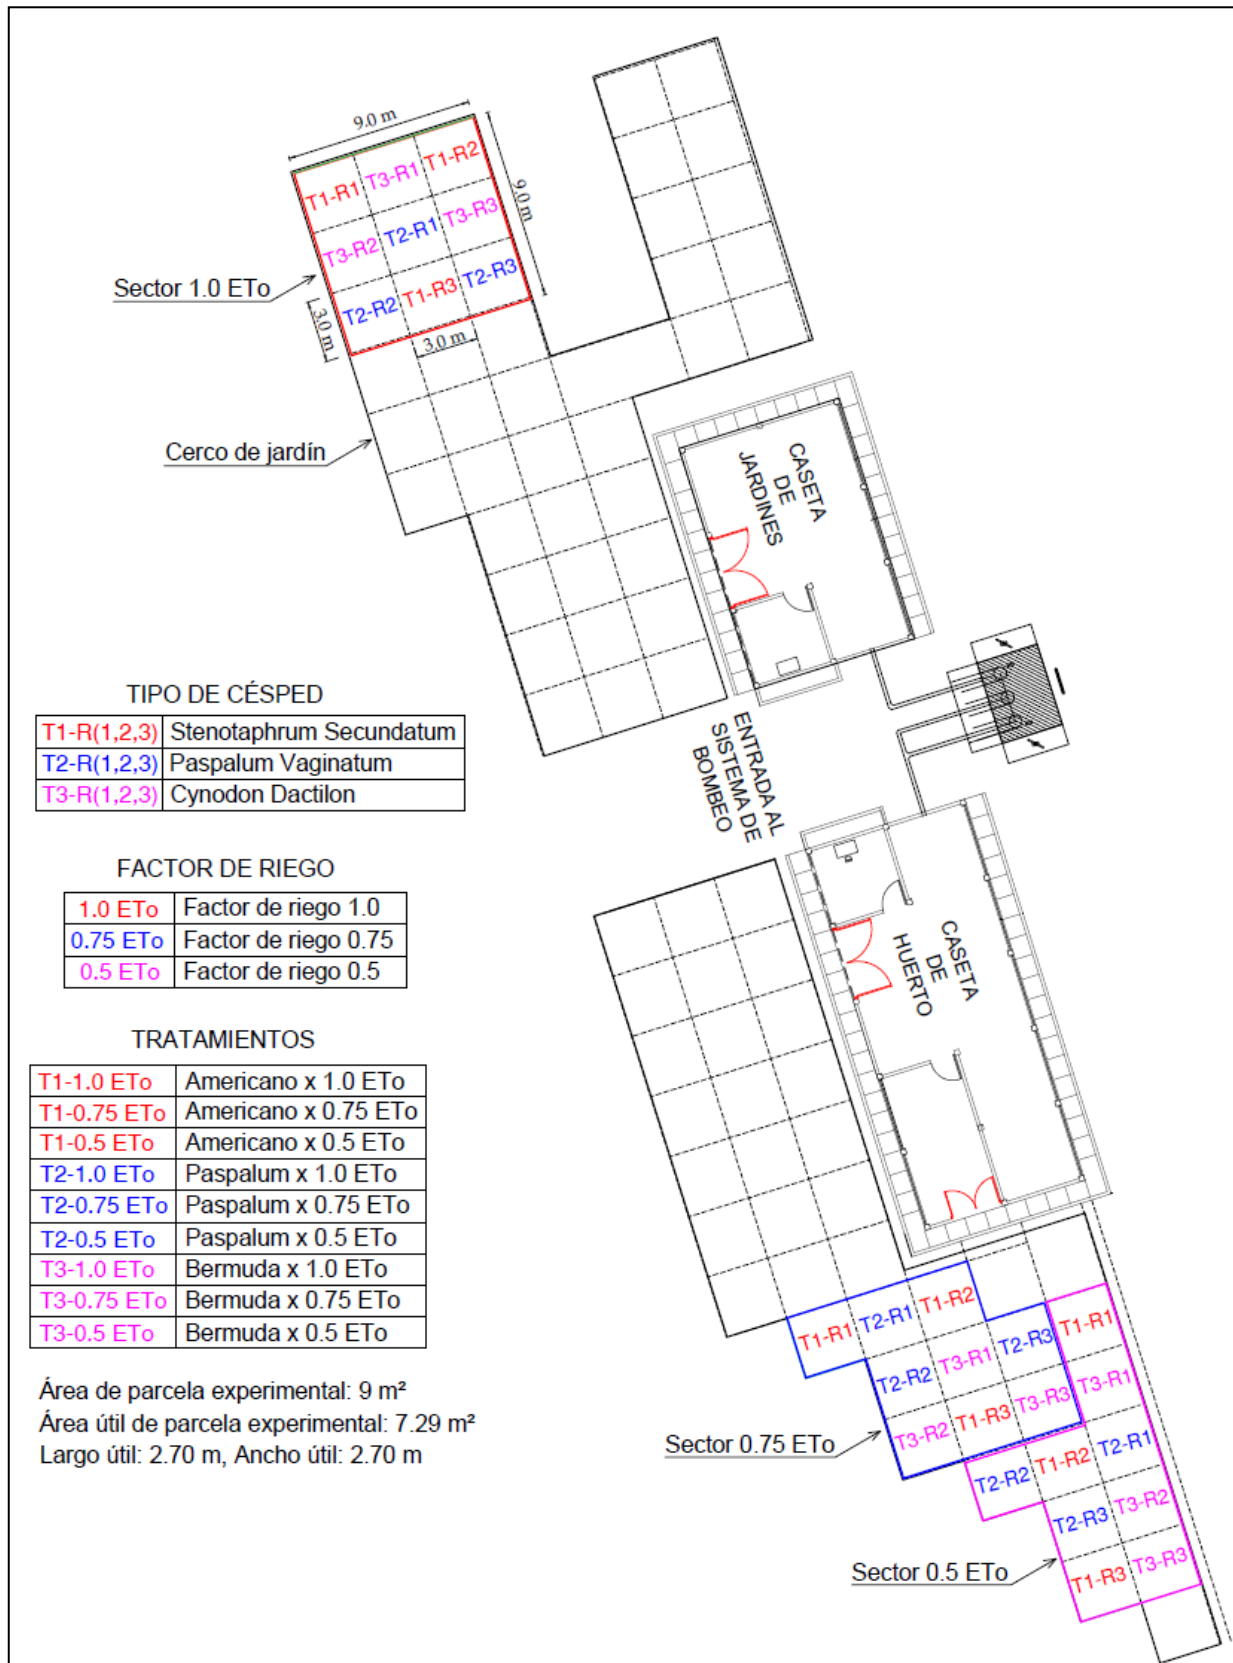 9.0 m
9.0 m
T1-R1 T3-R1 T1-R2
T3-R2 T2-R1 T3-R3
T2-R2 T1-R3 T2-R3
Sector 1.0 ETo
3.0 m
3.0 m
Cerco de jardín
CASETA
DE
JARDINES
ENTRADA AL
SISTEMA DE
BOMBEO
TIPO DE CÉSPED
T1-R(1,2,3) Stenotaphrum Secundatum
T2-R(1,2,3) Paspalum Vaginatum
T3-R(1,2,3) Cynodon Dactilon
FACTOR DE RIEGO
1.0 ETo Factor de riego 1.0
0.75 ETo Factor de riego 0.75
0.5 ETo Factor de riego 0.5
CASETA
DE
HUERTO
TRATAMIENTOS
T1-1.0 ETo Americano x 1.0 ETo
T1-0.75 ETo Americano x 0.75 ETo
T1-0.5 ETo Americano x 0.5 ETo
T2-1.0 ETo Paspalum x 1.0 ETo
T2-0.75 ETo Paspalum x 0.75 ETo
T2-0.5 ETo Paspalum x 0.5 ETo
T3-1.0 ETo Bermuda x 1.0 ETo
T3-0.75 ETo Bermuda x 0.75 ETo
T3-0.5 ETo Bermuda x 0.5 ETo
Área de parcela experimental: 9 m²
Área útil de parcela experimental: 7.29 m²
Largo útil: 2.70 m, Ancho útil: 2.70 m
T1-R1 T2-R1 T1-R2
T2-R2 T3-R1 T2-R3
T3-R2 T1-R3 T3-R3
Sector 0.75 ETo
T1-R1
T3-R1
T2-R2 T1-R2 T2-R1
T2-R3 T3-R2
T1-R3 T3-R3
Sector 0.5 ETo